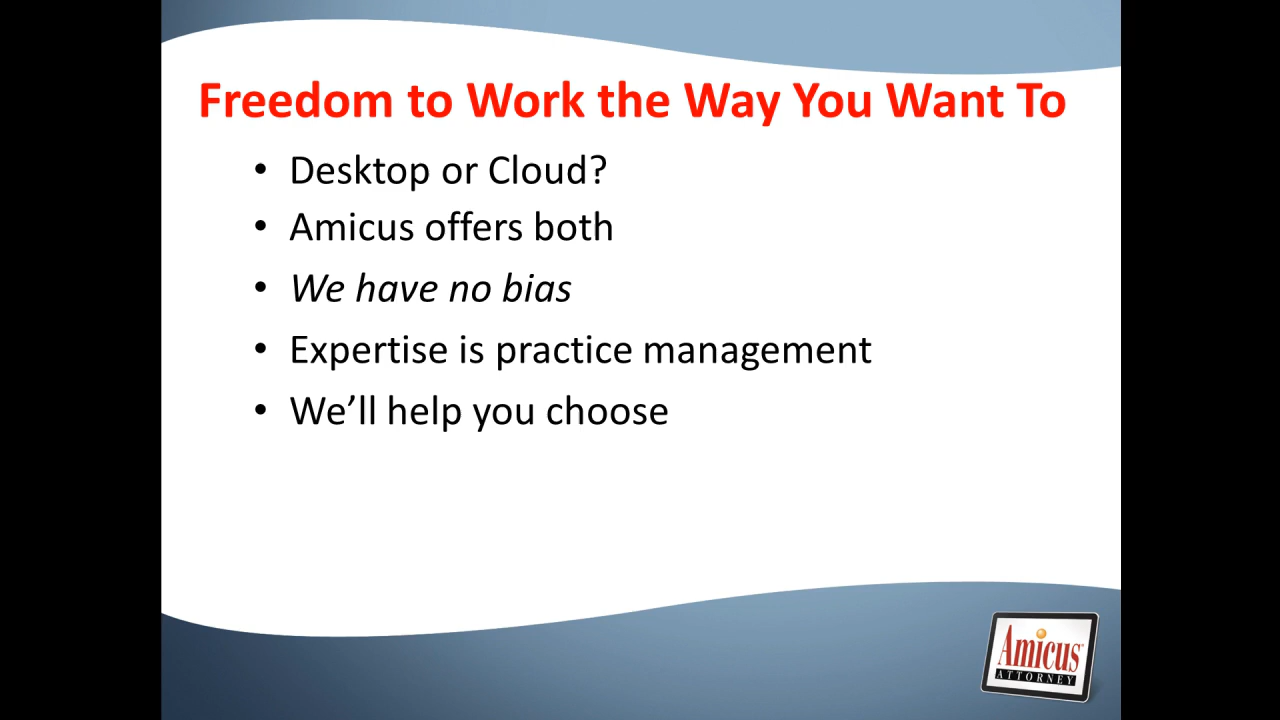 Freedom to Work the Way You Want To
• Desktop or Cloud?
• Amicus offers both
• We have no bias
• Expertise is practice management
• We’ll help you choose
Amicus
ATTORNEY